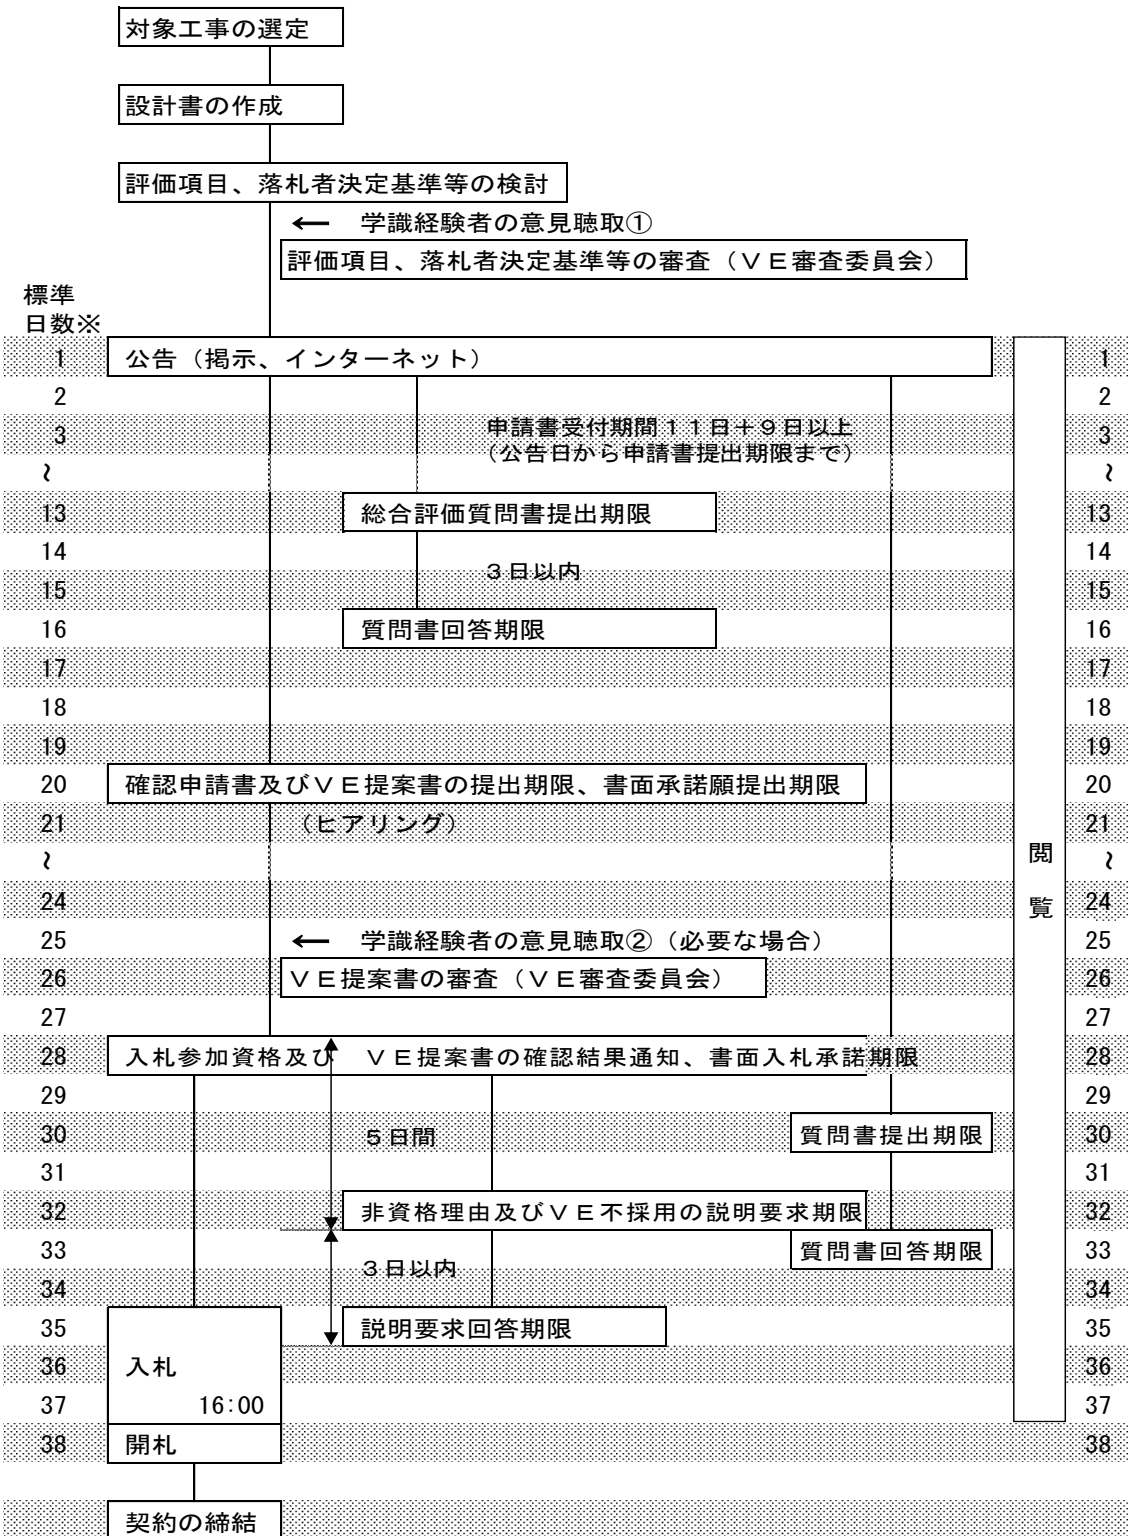 対象工事の選定
設計書の作成
評価項目、落札者決定基準等の検討
← 学識経験者の意見聴取①
評価項目、落札者決定基準等の審査（ＶＥ審査委員会）
標準
日数※
1 公告（掲示、インターネット） 1
2 2
申請書受付期間１１日＋９日以上
3 3
（公告日から申請書提出期限まで）
～ ～
13 総合評価質問書提出期限 13
14 14
３日以内
15 15
16 質問書回答期限 16
17 17
18 18
19 19
20 確認申請書及びＶＥ提案書の提出期限、書面承諾願提出期限 20
21 （ヒアリング） 21
～ 閲 ～
24 覧 24
25 ← 学識経験者の意見聴取②（必要な場合） 25
26 ＶＥ提案書の審査（ＶＥ審査委員会） 26
27 27
28 入札参加資格及び　ＶＥ提案書の確認結果通知、書面入札承諾期限 28
29 29
30 ５日間 質問書提出期限 30
31 31
32 非資格理由及びＶＥ不採用の説明要求期限 32
33 質問書回答期限 33
３日以内
34 34
35 説明要求回答期限 35
36 入札 36
37 16:00 37
38 開札 38
契約の締結